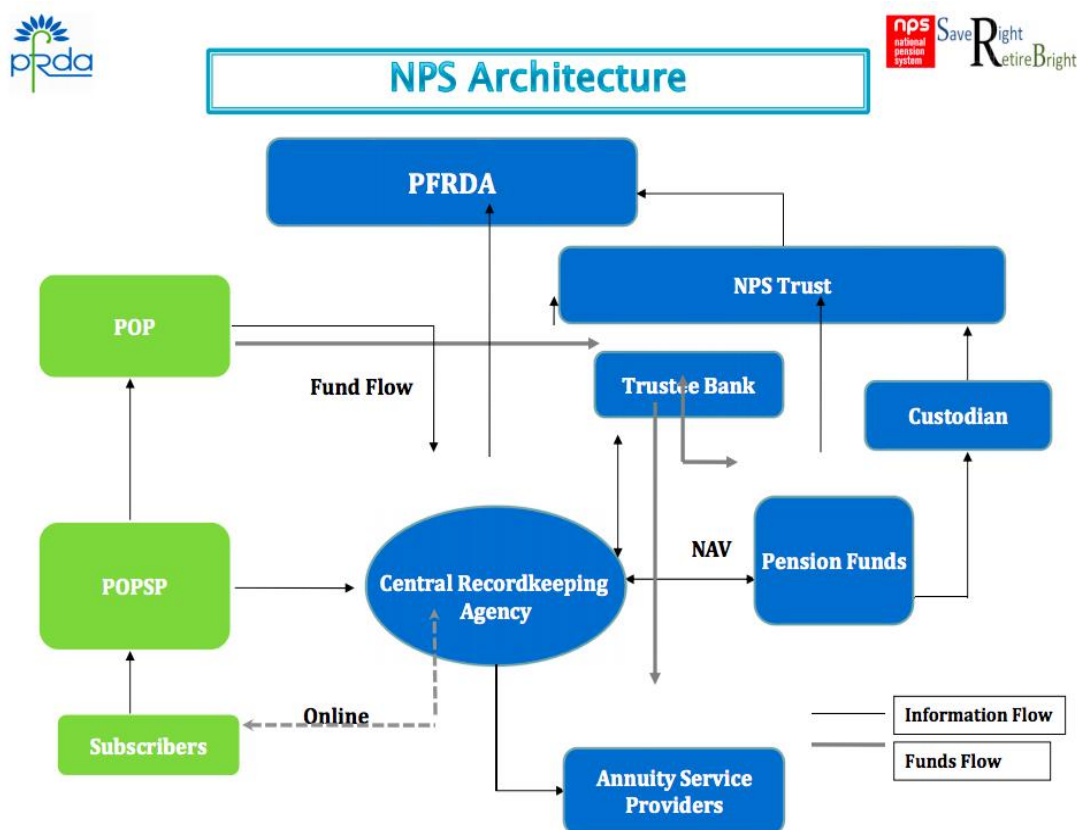 pfrda
nps
national
pension
system
Save Right
Retire Bright
NPS Architecture
PFRDA
NPS Trust
POP
Fund Flow
Trustee Bank
Custodian
POPSP
Central Recordkeeping
Agency
NAV
Pension Funds
Online
Subscribers
Information Flow
Funds Flow
Annuity Service
Providers